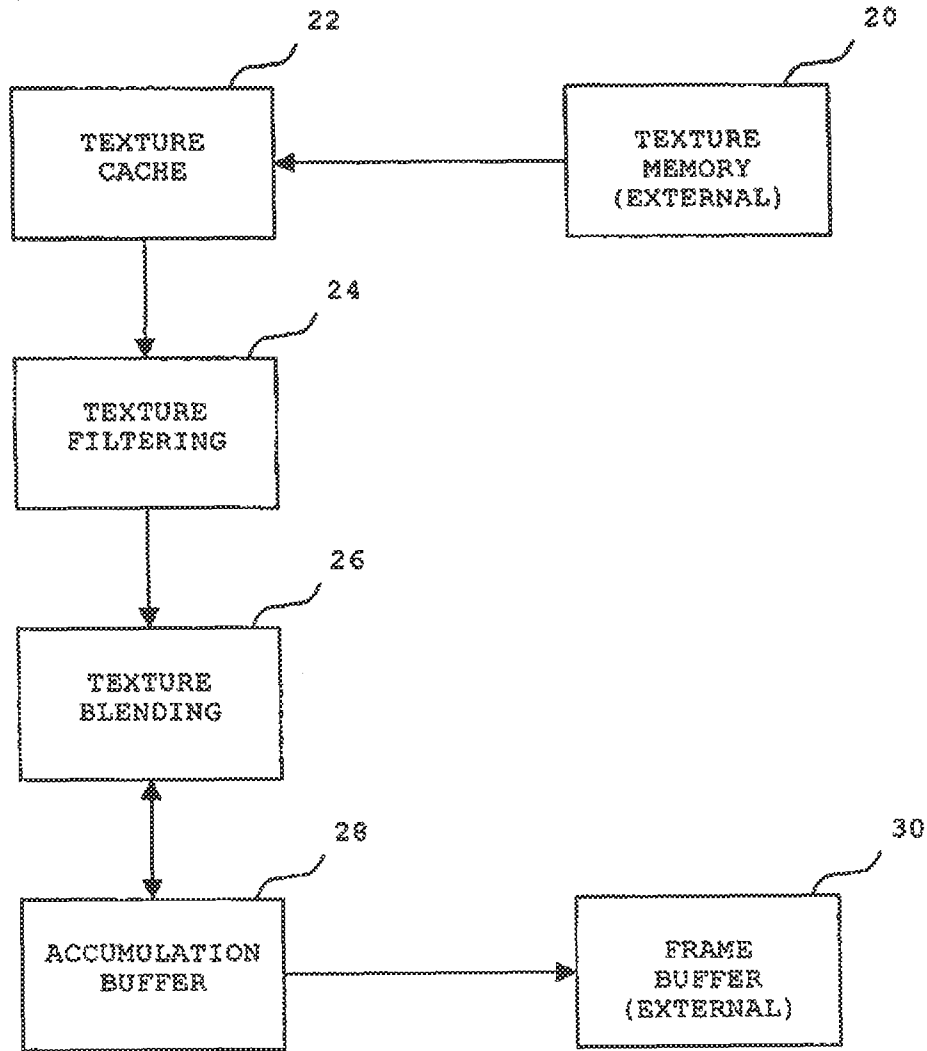 22
20
TEXTURE
CACHE
TEXTURE
MEMORY
(EXTERNAL)
24
TEXTURE
FILTERING
26
TEXTURE
BLENDING
28
30
ACCUMULATION
BUFFER
FRAME
BUFFER
(EXTERNAL)